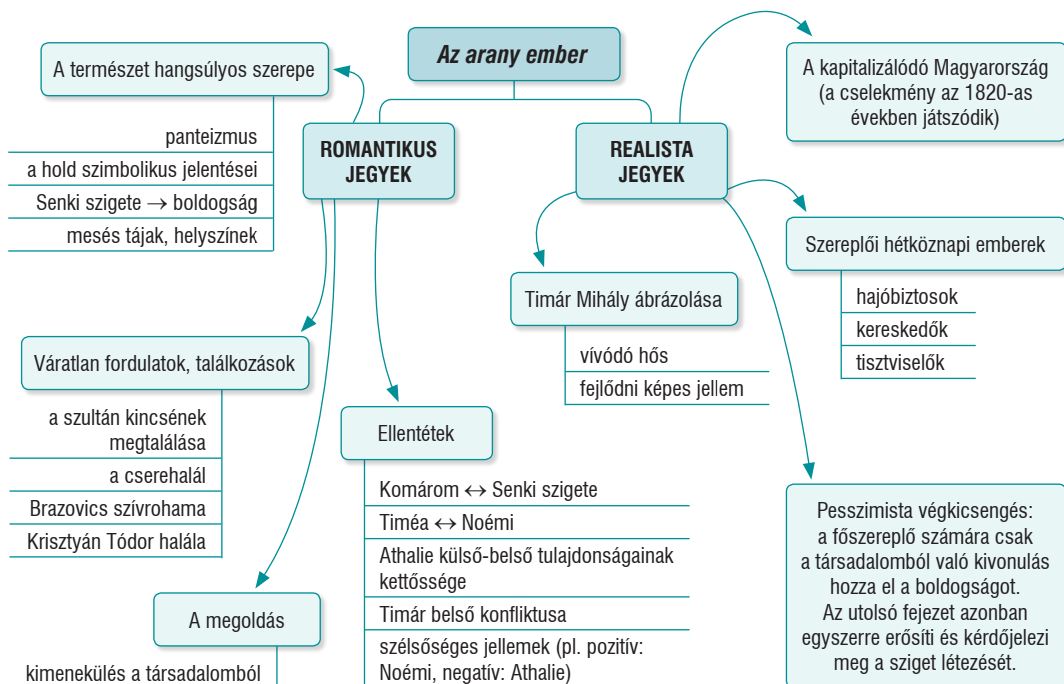 Az arany ember
ROMANTIKUS
JEGYEK
A természet hangsúlyos szerepe
panteizmus
a hold szimbolikus jelentései
Senki szigete → boldogság
mesés tájak, helyszínek
Váratlan fordulatok, találkozások
a szultán kincsének
megtalálása
a cserehalál
Brazovics szívrohama
Krisztyán Tódor halála
A megoldás
kimenekülés a társadalomból
Ellentétek
Komárom ↔ Senki szigete
Timéa ↔ Noémi
Athalie külső-belső tulajdonságainak
kettőssége
Timár belső konfliktusa
szélsőséges jellemek (pl. pozitív:
Noémi, negatív: Athalie)
REALISTA
JEGYEK
Timár Mihály ábrázolása
vívódó hős
fejlődni képes jellem
A kapitalizálódó Magyarország
(a cselekmény az 1820-as
években játszódik)
Szereplői hétköznapi emberek
hajóbiztosok
kereskedők
tisztviselők
Pesszimista végkicsengés:
a főszereplő számára csak
a társadalomból való kivonulás
hozza el a boldogságot.
Az utolsó fejezet azonban
egyszerre erősíti és kérdőjelezi
meg a sziget létezését.